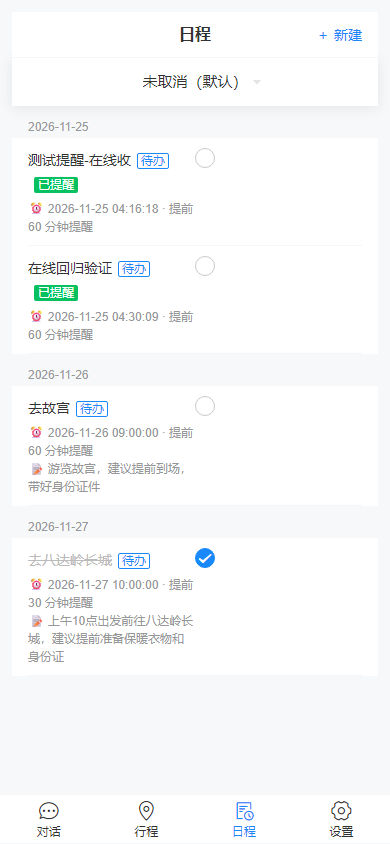 日程
+ 新建
未取消（默认）
2026-11-25
测试提醒-在线收 待办
已提醒
⏰ 2026-11-25 04:16:18 · 提前
60 分钟提醒
在线回归验证 待办
已提醒
⏰ 2026-11-25 04:30:09 · 提前
60 分钟提醒
2026-11-26
去故宫 待办
⏰ 2026-11-26 09:00:00 · 提前
60 分钟提醒
📝 游览故宫，建议提前到场，
带好身份证件
2026-11-27
去八达岭长城 待办
⏰ 2026-11-27 10:00:00 · 提前
30 分钟提醒
📝 上午10点出发前往八达岭长
城，建议提前准备保暖衣物和
身份证
对话 行程 日程 设置